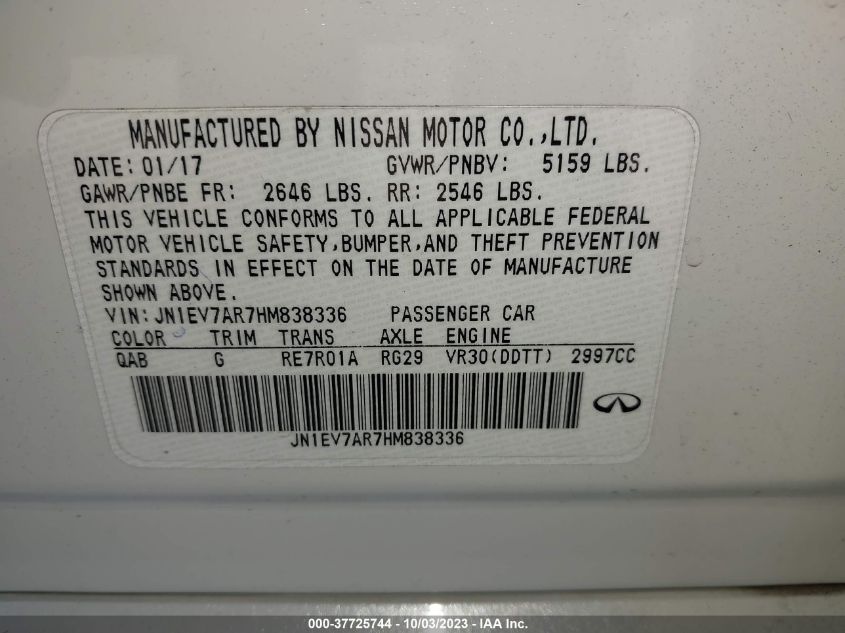 MANUFACTURED BY NISSAN MOTOR CO.,LTD.
DATE: 01/17 GVWR/PNBV: 5159 LBS.
GAWR/PNBE FR: 2646 LBS. RR: 2546 LBS.
THIS VEHICLE CONFORMS TO ALL APPLICABLE FEDERAL
MOTOR VEHICLE SAFETY,BUMPER,AND THEFT PREVENTION
STANDARDS IN EFFECT ON THE DATE OF MANUFACTURE
SHOWN ABOVE.
VIN: JN1EV7AR7HM838336 PASSENGER CAR
COLOR TRIM TRANS AXLE ENGINE
QAB G RE7R01A RG29 VR30(DDTT) 2997CC
JN1EV7AR7HM838336
000-37725744 - 10/03/2023 - IAA Inc.